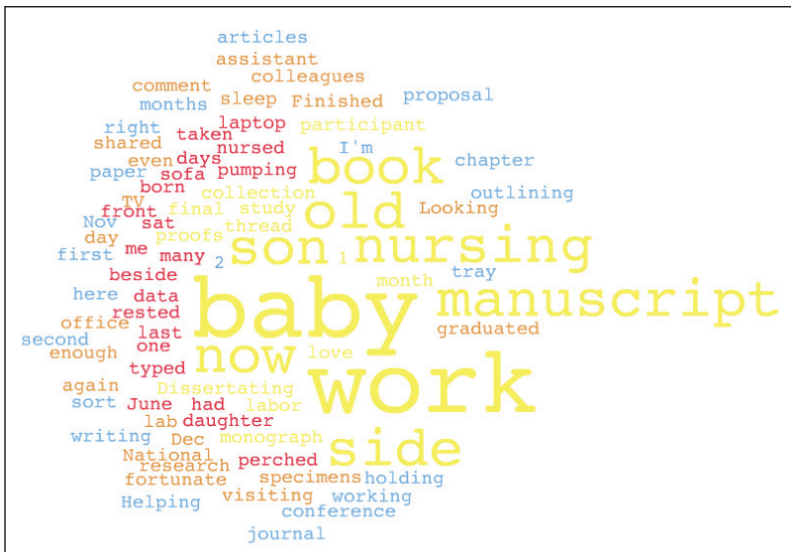 articles
assistant
colleagues
comment
months sleep Finished proposal
right taken laptop participant
shared nursed I'm
even days book chapter
paper sofa pumping
born collection outlining
TV
front final study old Looking
Nov sat thread
day proofs
first me many 2 son 1 nursing
beside month tray
here data baby manuscript
rested
office last graduated
second one
enough now love
typed
again Dissertating work
sort June had labor
lab daughter
writing Dec monograph side
National perched
research
fortunate specimens holding
Helping visiting working
conference
journal